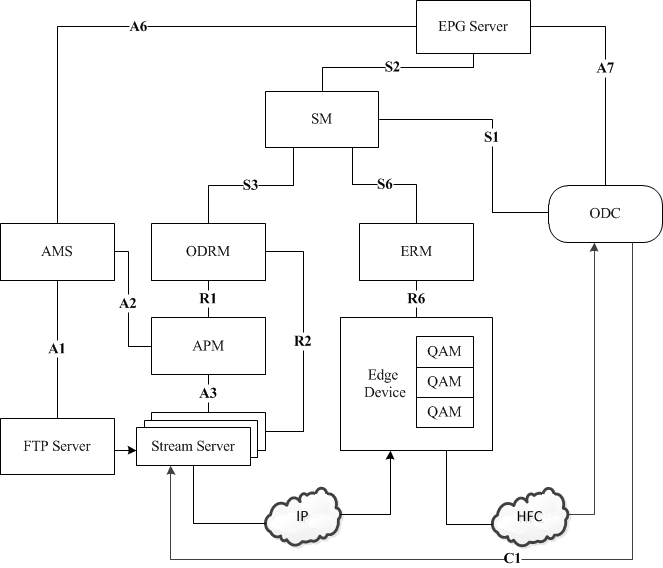 EPG Server
A6
S2
A7
SM
S1
S3
S6
ODC
AMS
ODRM
ERM
A2
R1
R6
A1
APM
R2
QAM
Edge
Device
QAM
QAM
A3
FTP Server
Stream Server
IP
HFC
C1